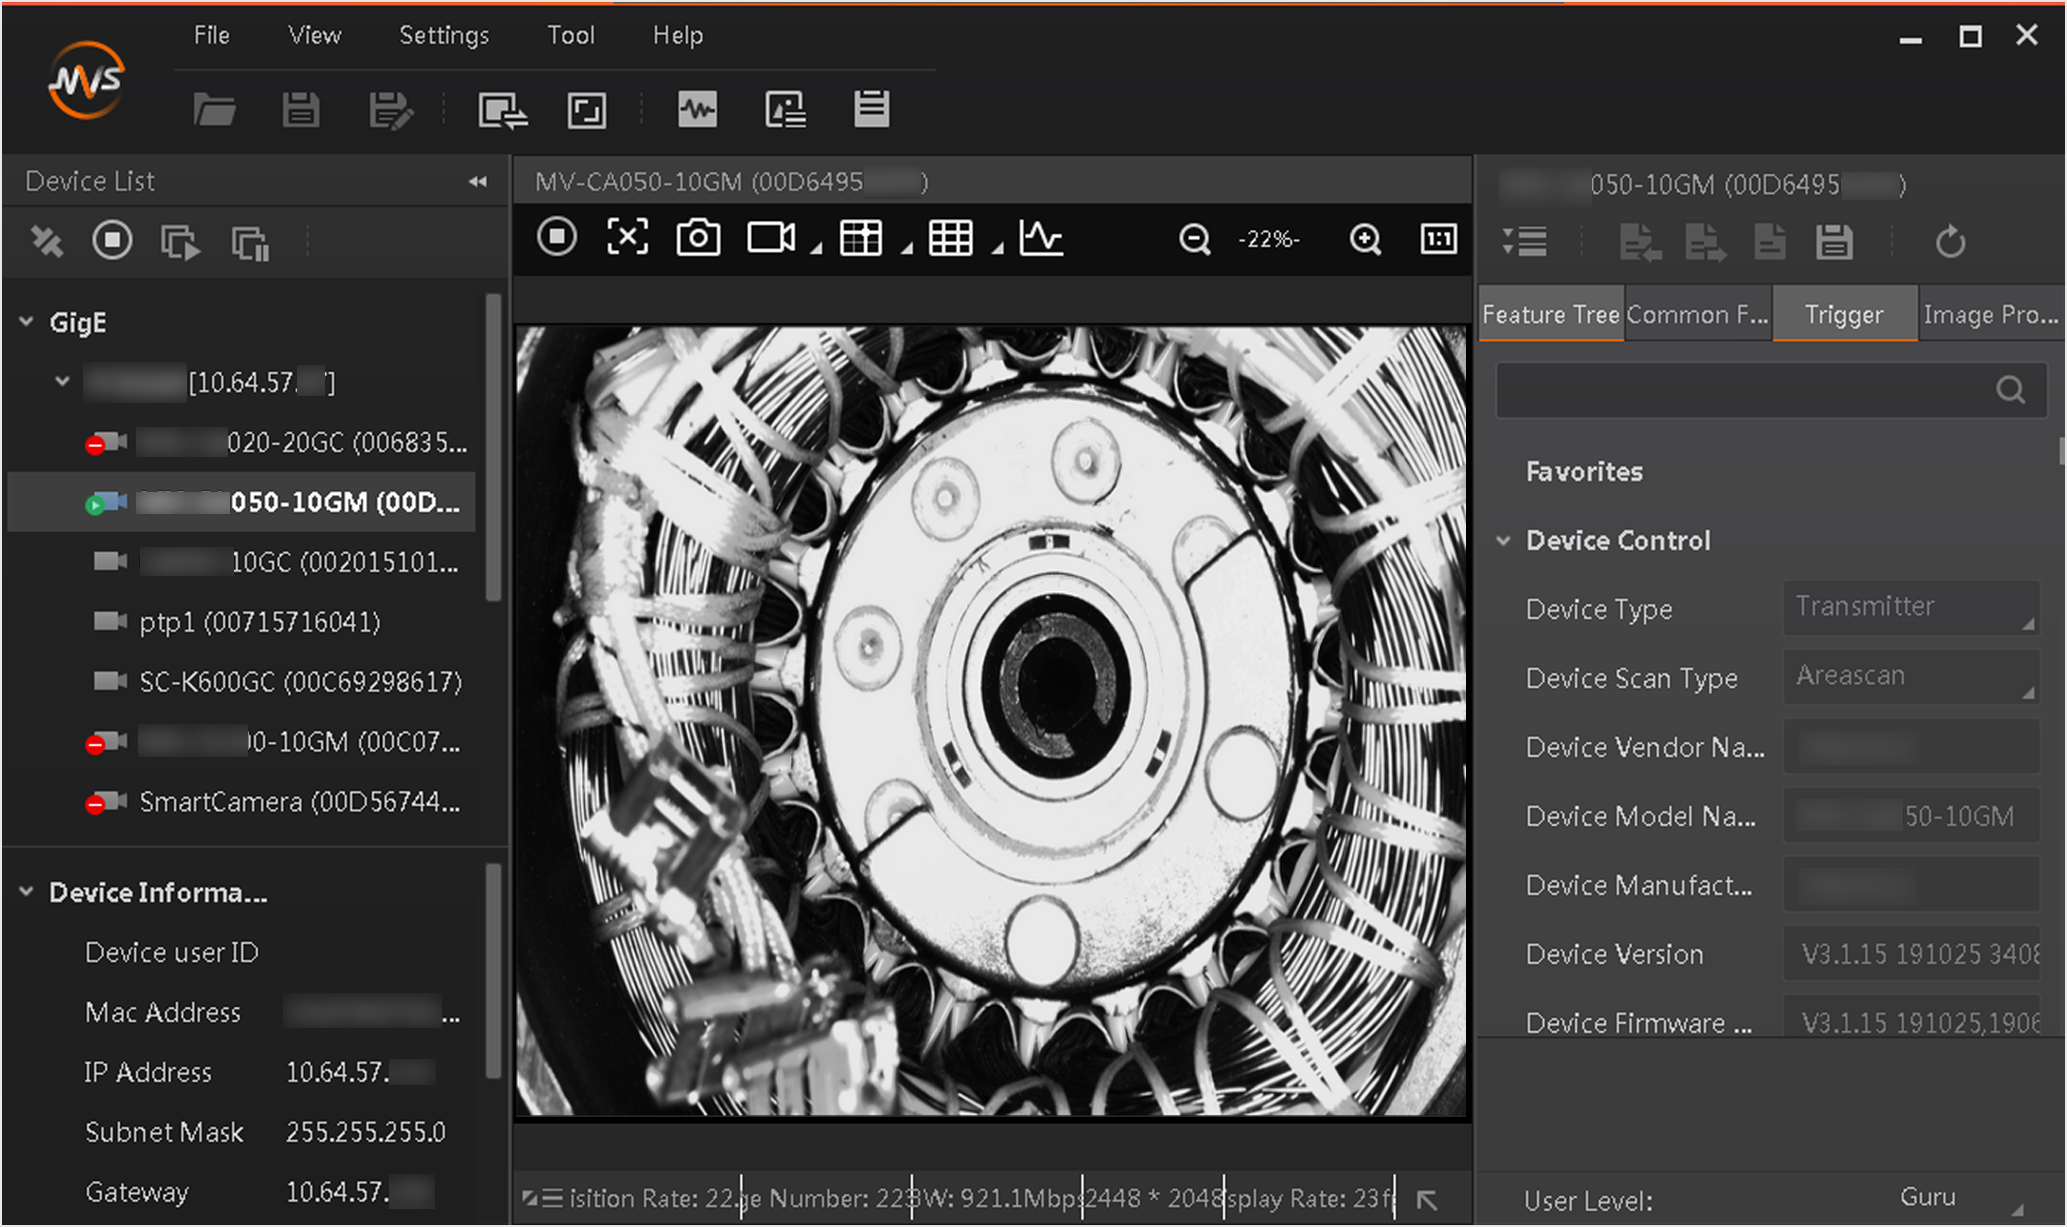 File View Settings Tool Help
MVS
Device List
MV-CA050-10GM (00D6495 )
050-10GM (00D6495 )
-22%-
1:1
Feature Tree Common F... Trigger Image Pro...
GigE
[10.64.57. ]
020-20GC (006835...
050-10GM (00D...
10GC (002015101...
ptp1 (00715716041)
SC-K600GC (00C69298617)
0-10GM (00C07...
SmartCamera (00D56744...
Device Informa...
Device user ID
Mac Address ...
IP Address 10.64.57.
Subnet Mask 255.255.255.0
Gateway 10.64.57.
Favorites
Device Control
Device Type Transmitter
Device Scan Type Areascan
Device Vendor Na...
Device Model Na... 50-10GM
Device Manufact...
Device Version V3.1.15 191025 3408
Device Firmware ... V3.1.15 191025,1906
isition Rate: 22. ge Number: 223 W: 921.1Mbps 2448 * 2048 splay Rate: 23f
User Level: Guru